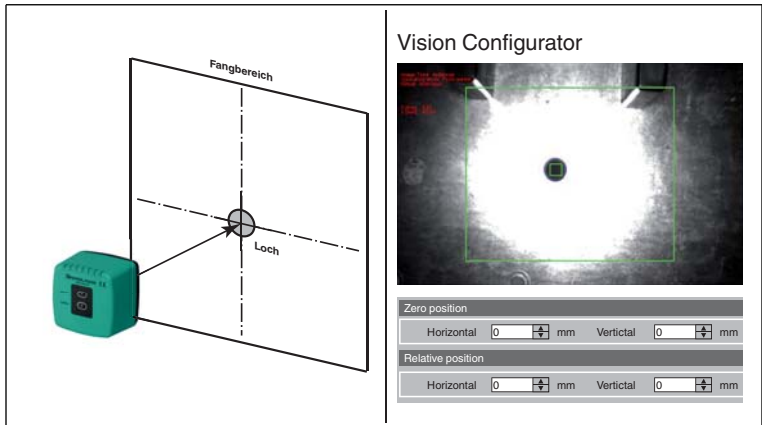 Fangbereich
Loch
Vision Configurator
Zero position
Horizontal 0 mm Vertictal 0 mm
Relative position
Horizontal 0 mm Vertictal 0 mm